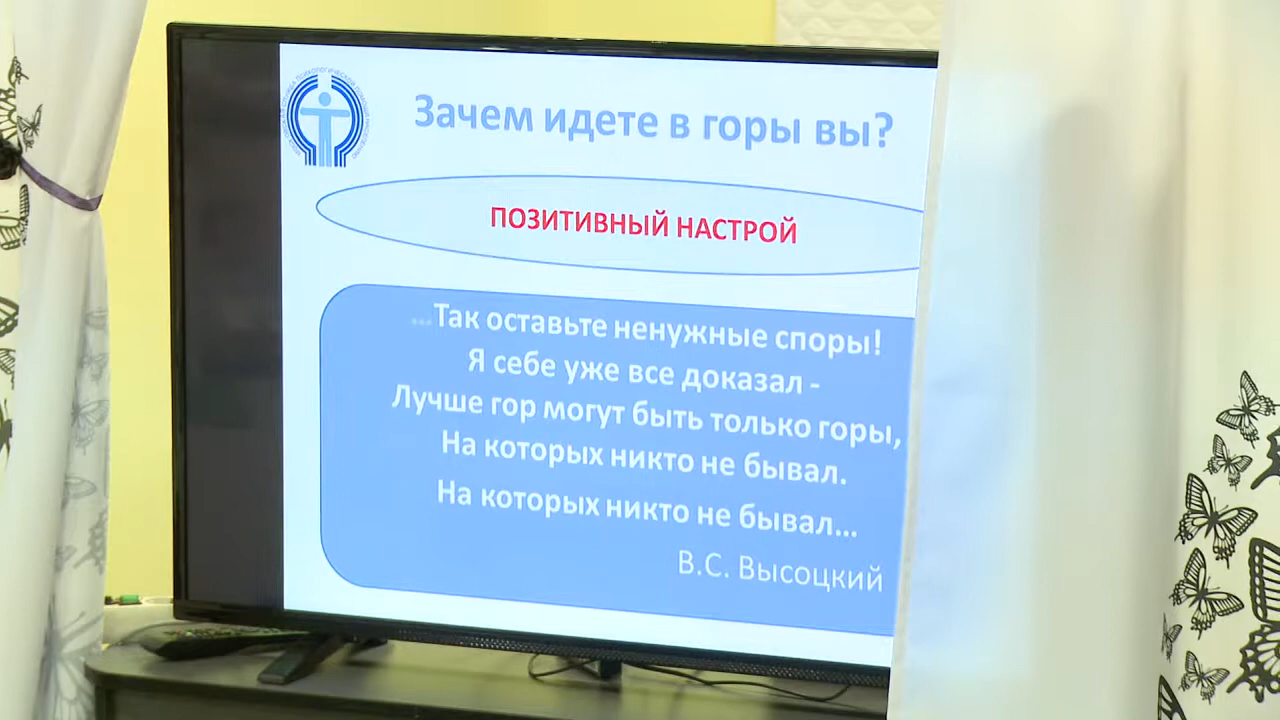 Зачем идете в горы вы?
ПОЗИТИВНЫЙ НАСТРОЙ
...Так оставьте ненужные споры!
Я себе уже все доказал -
Лучше гор могут быть только горы,
На которых никто не бывал.
На которых никто не бывал...
В.С. Высоцкий